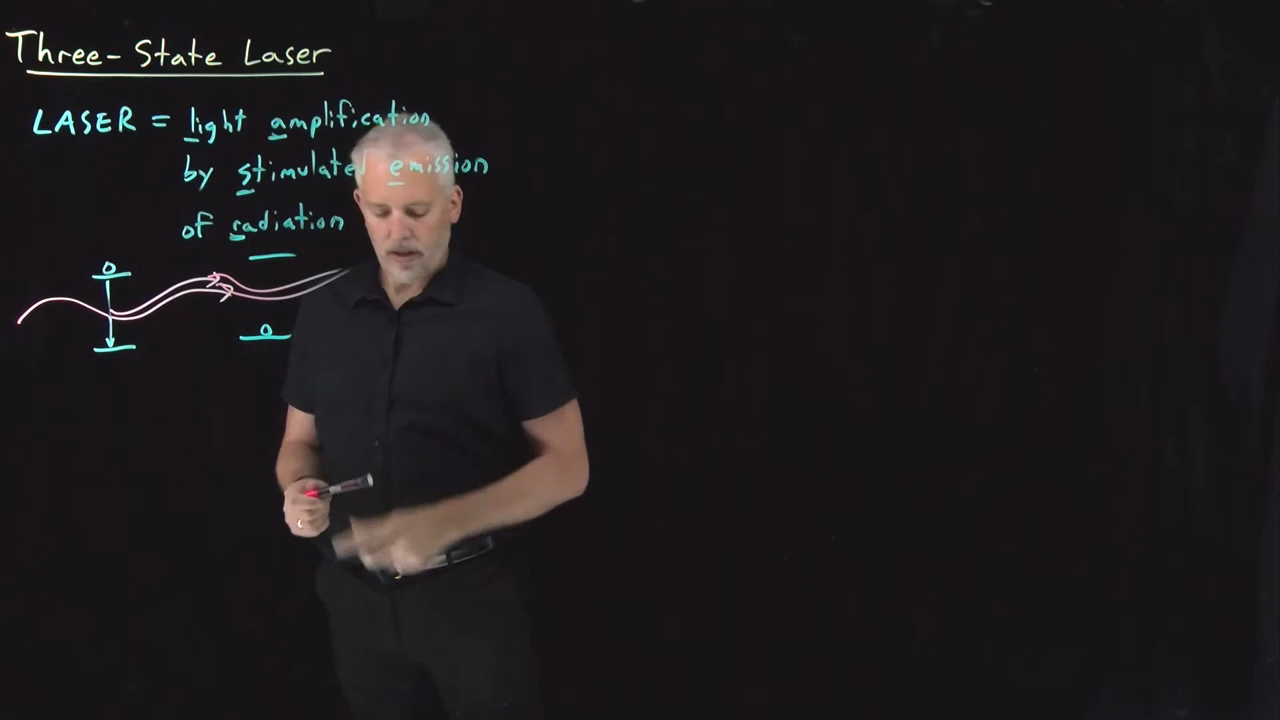 Three-State Laser
LASER = light amplification
by stimulated emission
of radiation